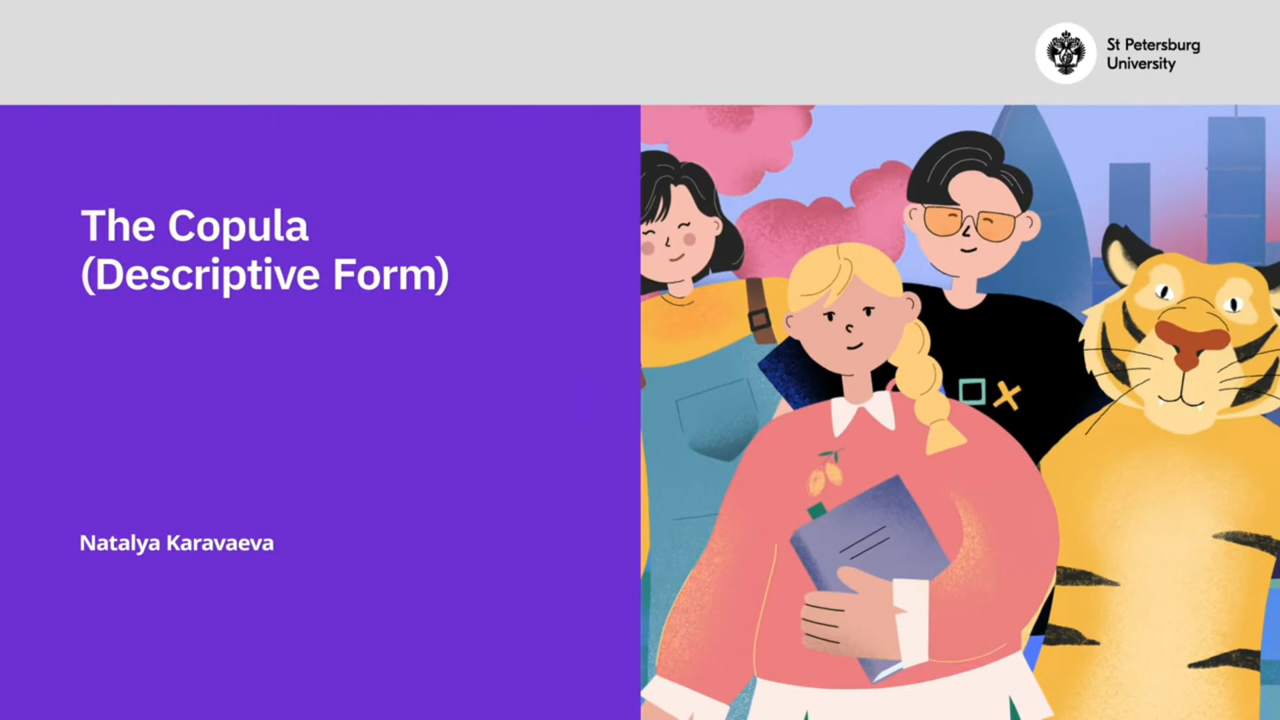 St Petersburg
University
The Copula
(Descriptive Form)
Natalya Karavaeva